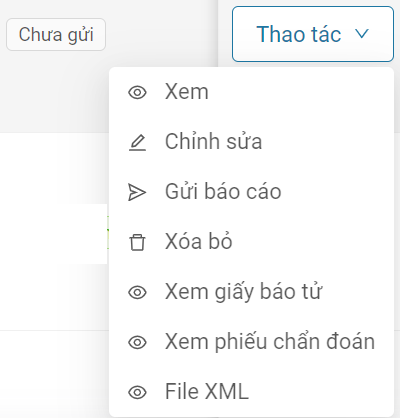 Chưa gửi
Thao tác
Xem
Chỉnh sửa
Gửi báo cáo
Xóa bỏ
Xem giấy báo tử
Xem phiếu chẩn đoán
File XML